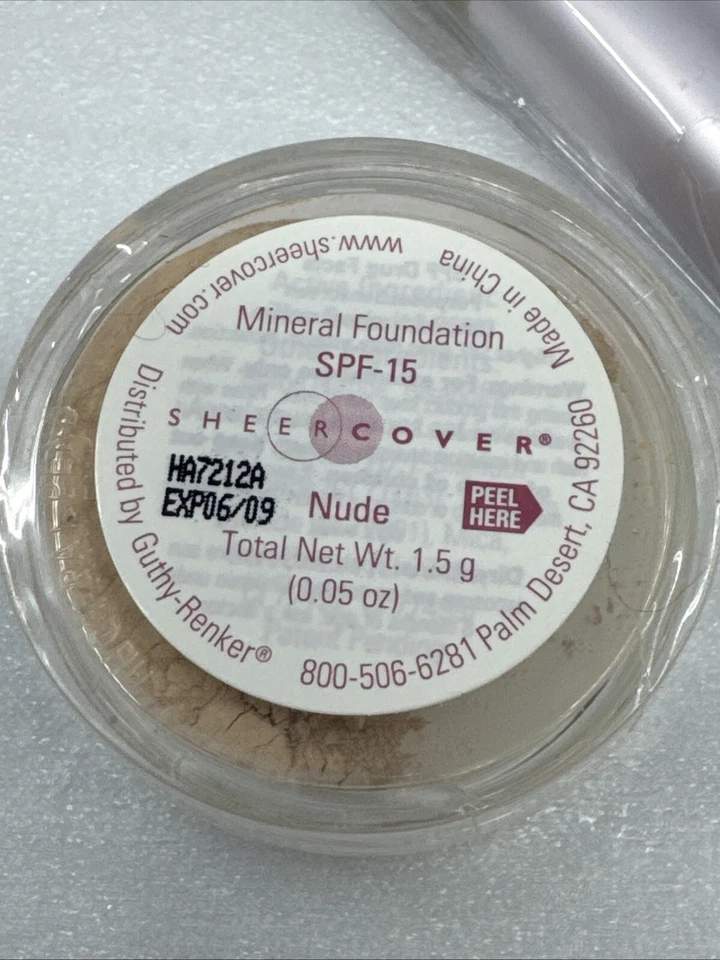 www.sheercover.com
Made in China
Mineral Foundation
SPF-15
SHEERCOVER®
HA7212A
EXP06/09
Nude
PEEL
HERE
Total Net Wt. 1.5 g
(0.05 oz)
Distributed by Guthy-Renker®
800-506-6281 Palm Desert, CA 92260